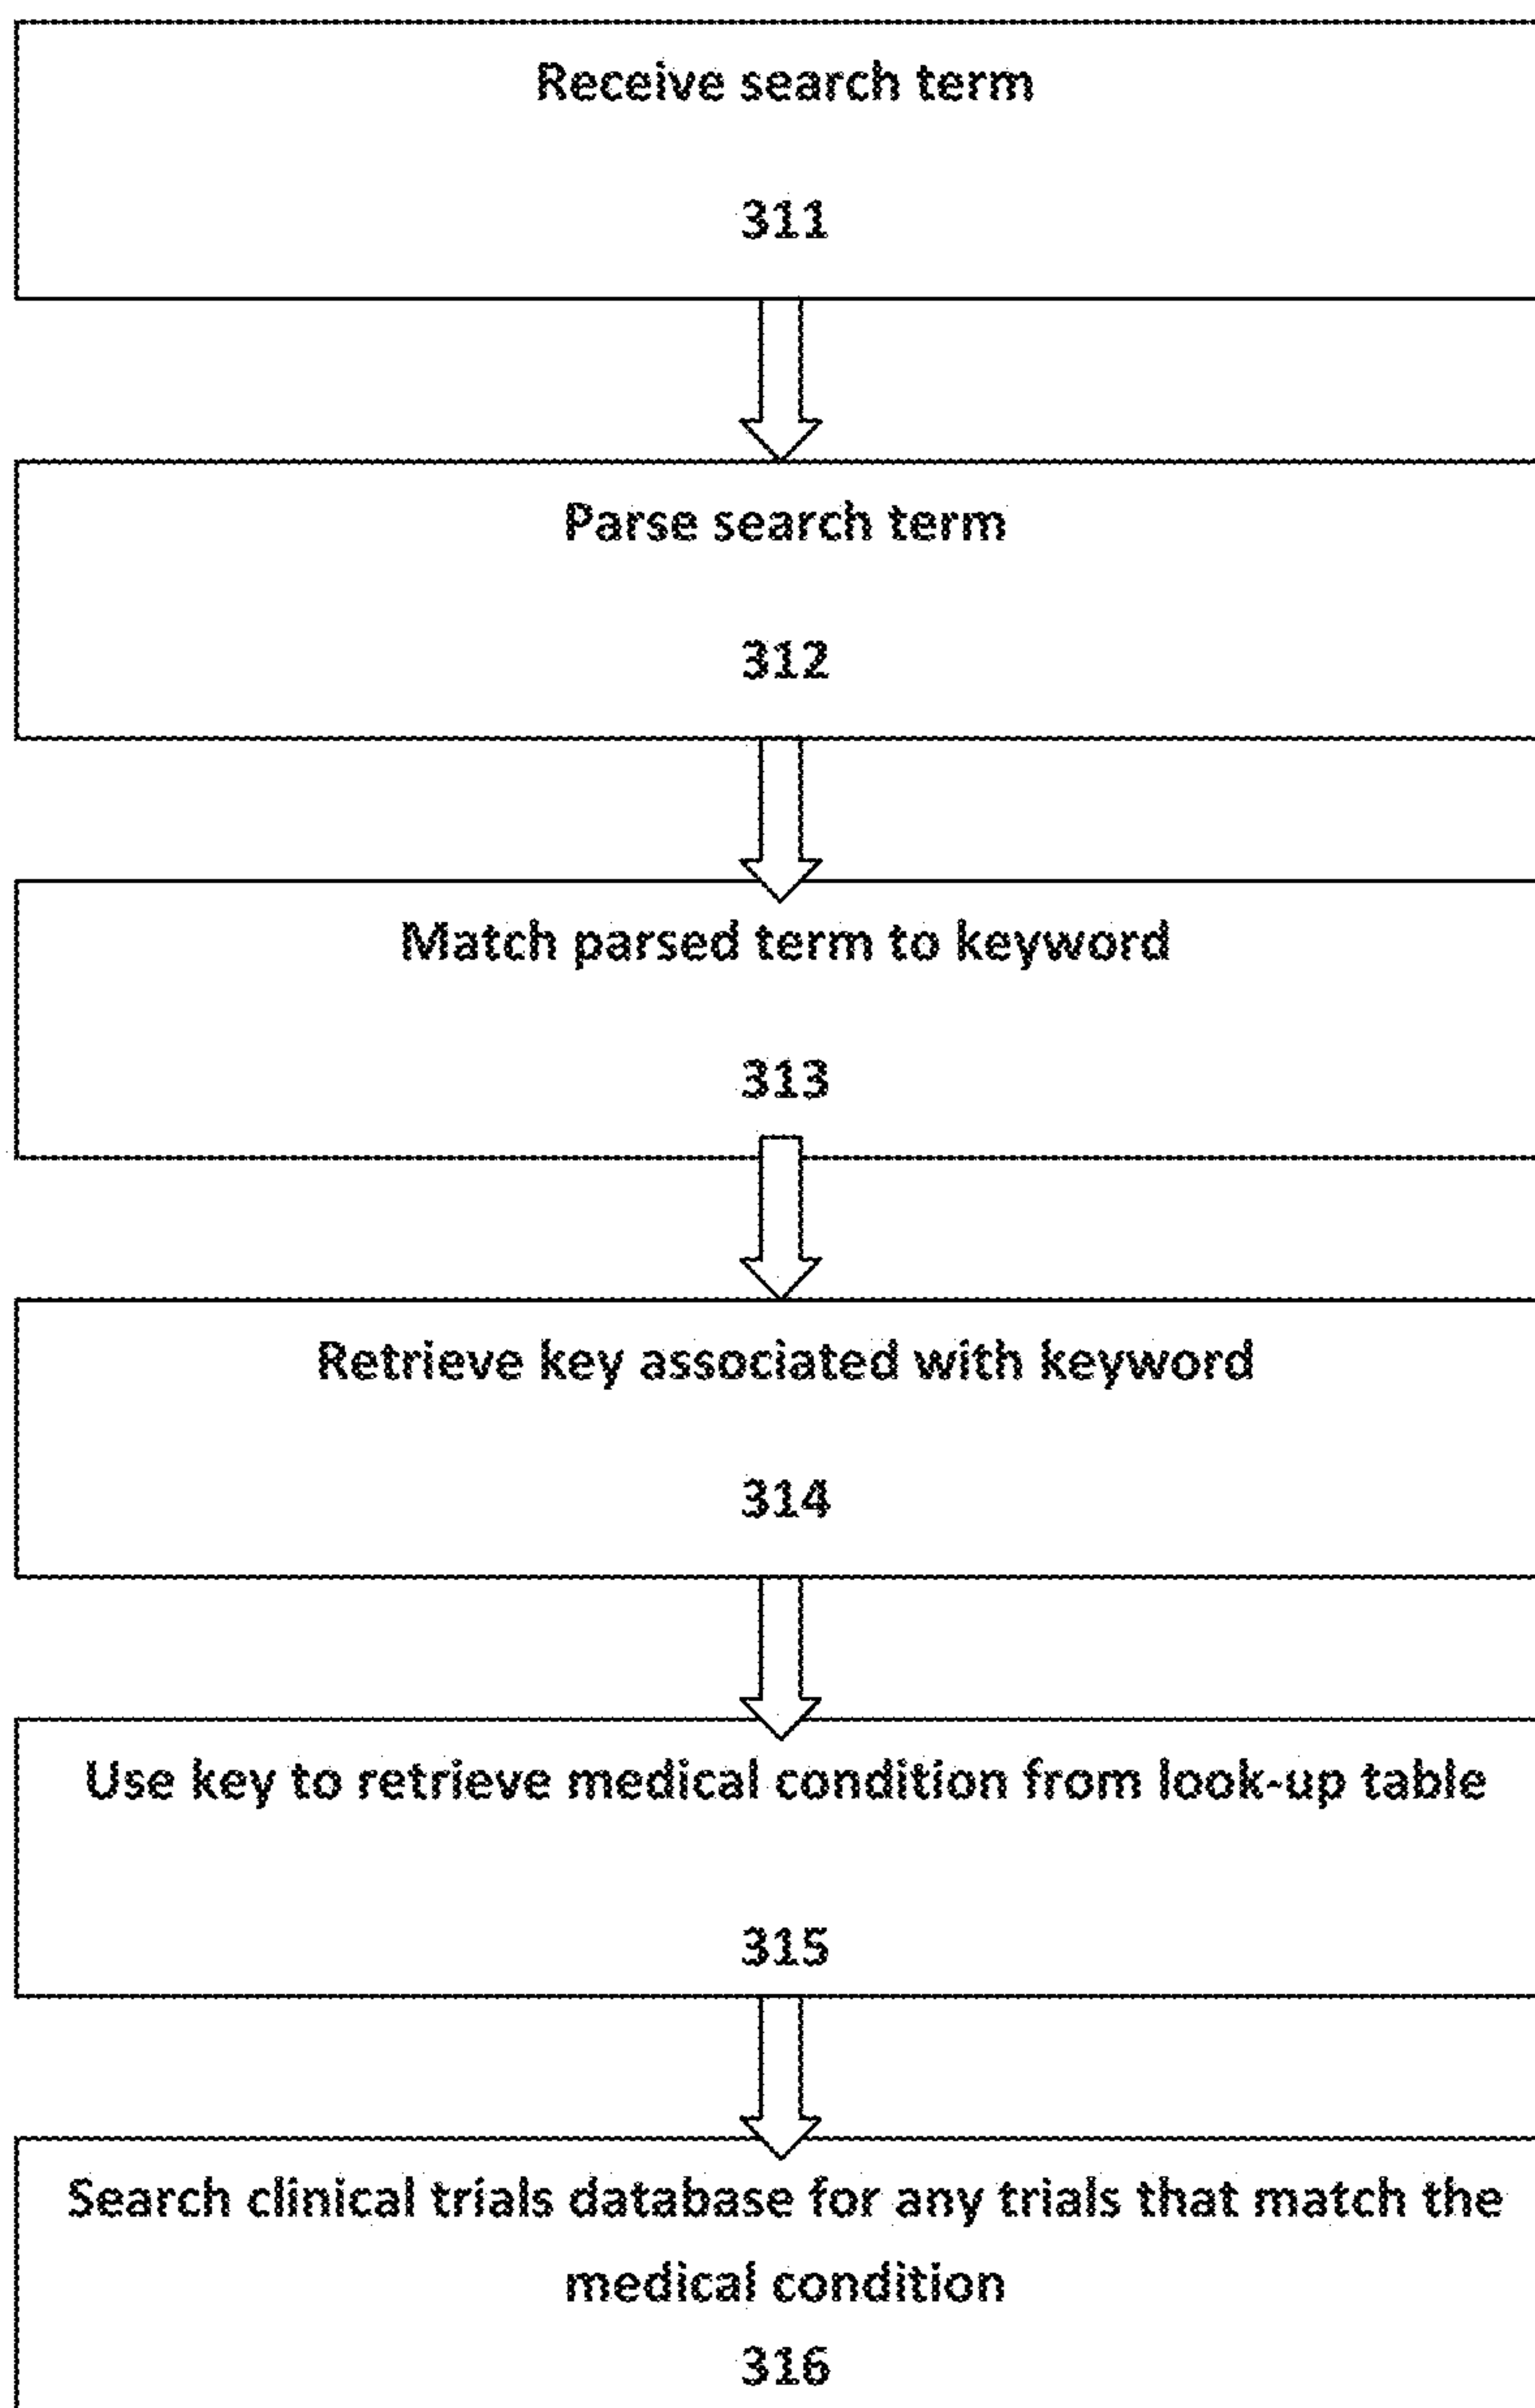 Receive search term
311
Parse search term
312
Match parsed term to keyword
313
Retrieve key associated with keyword
314
Use key to retrieve medical condition from look-up table
315
Search clinical trials database for any trials that match the
medical condition
316